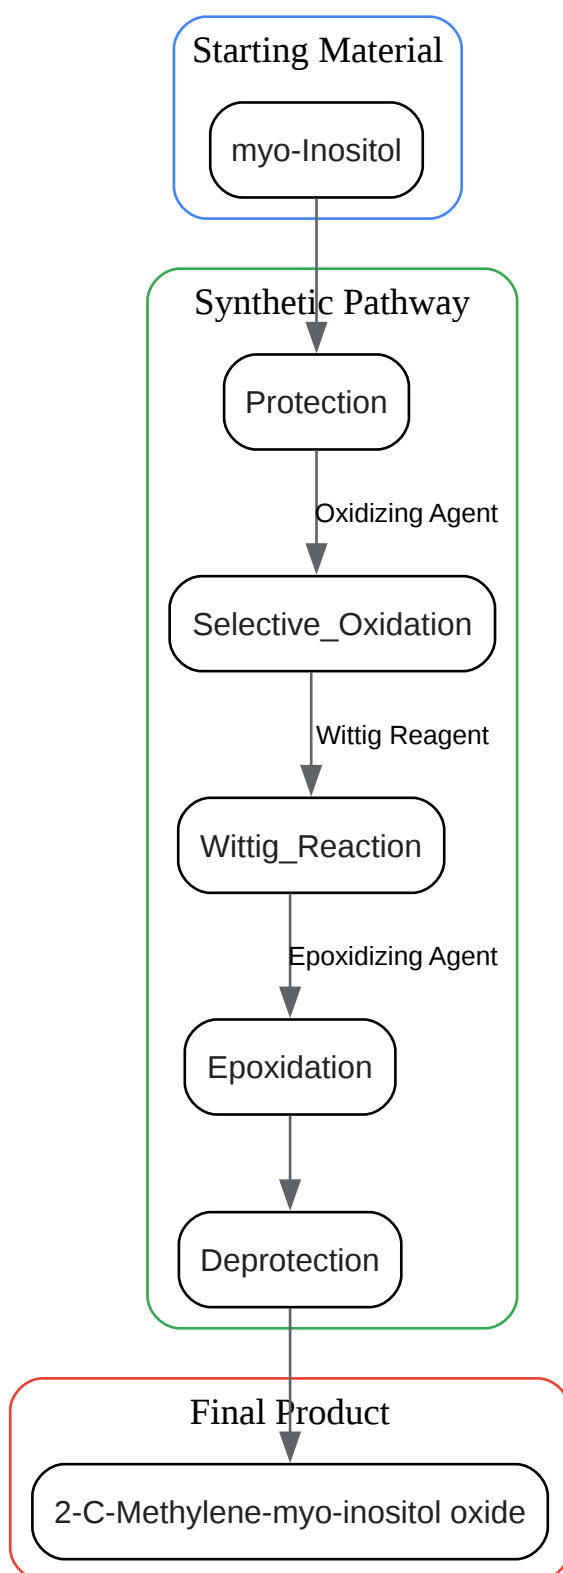 Starting Material
myo-Inositol
Synthetic Pathway
Protection
Oxidizing Agent
Selective_Oxidation
Wittig Reagent
Wittig_Reaction
Epoxidizing Agent
Epoxidation
Deprotection
Final Product
2-C-Methylene-myo-inositol oxide